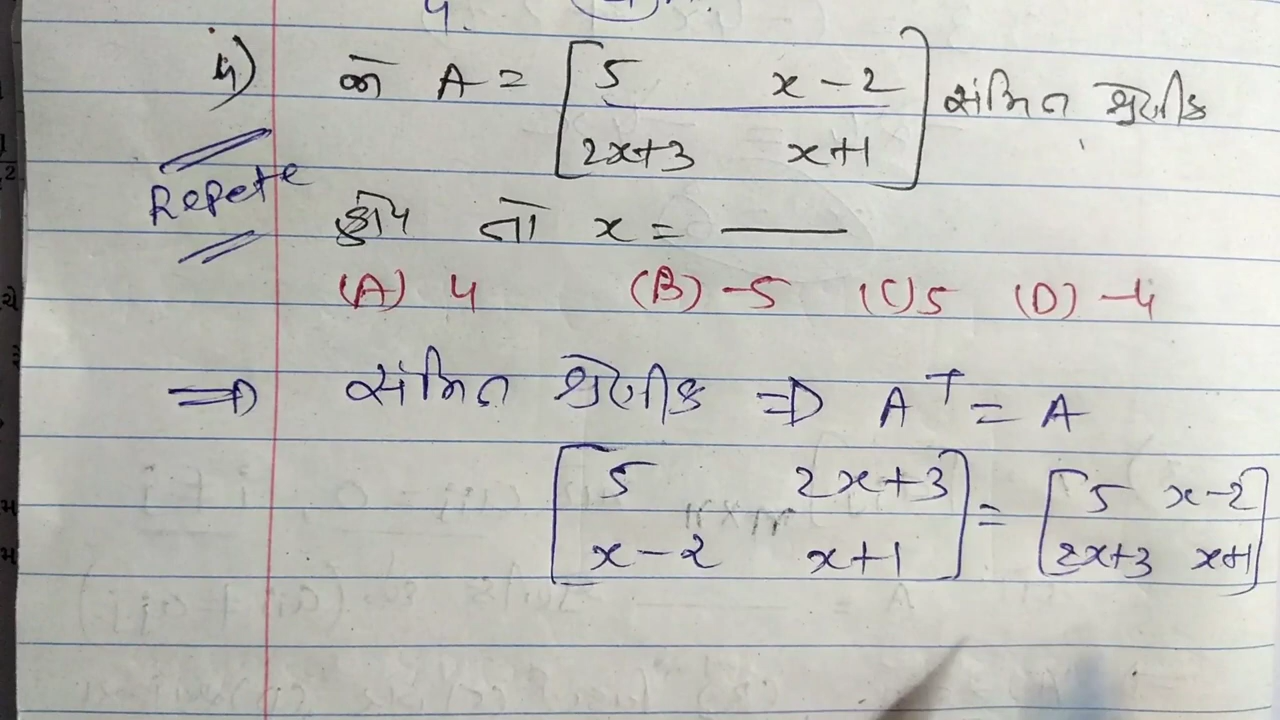 4) જો A = [ 5 x-2 ] સંમિત શ્રેણીક
2x+3 x+1
Repete
હોય તો x = ____
(A) 4 (B) -5 (C) 5 (D) -4
⇒ સંમિત શ્રેણીક ⇒ A^T = A
[ 5 2x+3 ] = [ 5 x-2 ]
x-2 x+1 2x+3 x+1